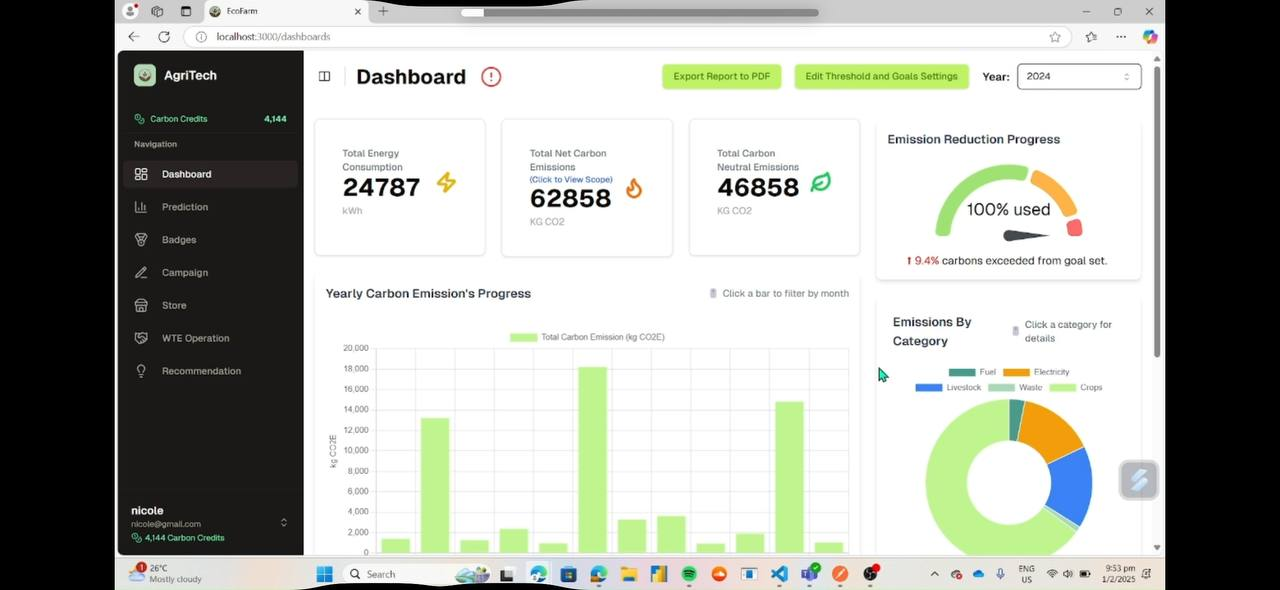 EcoFarm
localhost:3000/dashboards
AgriTech
Carbon Credits 4,144
Navigation
Dashboard
Prediction
Badges
Campaign
Store
WTE Operation
Recommendation
nicole
nicole@gmail.com
4,144 Carbon Credits
Dashboard
Export Report to PDF
Edit Threshold and Goals Settings
Year: 2024
Total Energy
Consumption
24787
kWh
Total Net Carbon
Emissions
(Click to View Scope)
62858
KG CO2
Total Carbon
Neutral Emissions
46858
KG CO2
Emission Reduction Progress
100% used
9.4% carbons exceeded from goal set.
Yearly Carbon Emission's Progress
Click a bar to filter by month
Total Carbon Emission (kg CO2E)
kg CO2E
20,000
18,000
16,000
14,000
12,000
10,000
8,000
6,000
4,000
2,000
0
Emissions By
Category
Click a category for
details
Fuel Electricity
Livestock Waste Crops
1
26°C
Mostly cloudy
Search
ENG
US
9:53 pm
1/2/2025